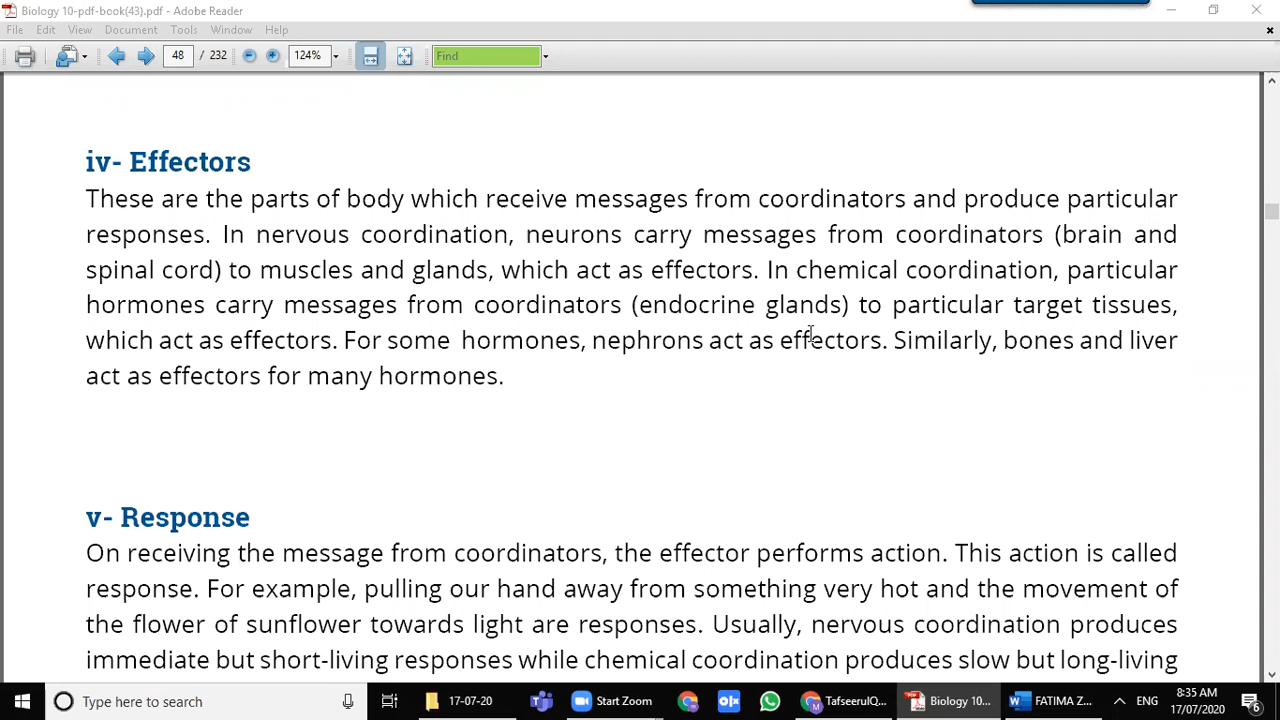 Biology 10-pdf-book(43).pdf - Adobe Reader
File Edit View Document Tools Window Help
48 / 232 124% Find
iv- Effectors
These are the parts of body which receive messages from coordinators and produce particular
responses. In nervous coordination, neurons carry messages from coordinators (brain and
spinal cord) to muscles and glands, which act as effectors. In chemical coordination, particular
hormones carry messages from coordinators (endocrine glands) to particular target tissues,
which act as effectors. For some hormones, nephrons act as effectors. Similarly, bones and liver
act as effectors for many hormones.
v- Response
On receiving the message from coordinators, the effector performs action. This action is called
response. For example, pulling our hand away from something very hot and the movement of
the flower of sunflower towards light are responses. Usually, nervous coordination produces
immediate but short-living responses while chemical coordination produces slow but long-living
Type here to search 17-07-20 Start Zoom TafseerulQ... Biology 10... FATIMA Z... ENG 8:35 AM
17/07/2020 6